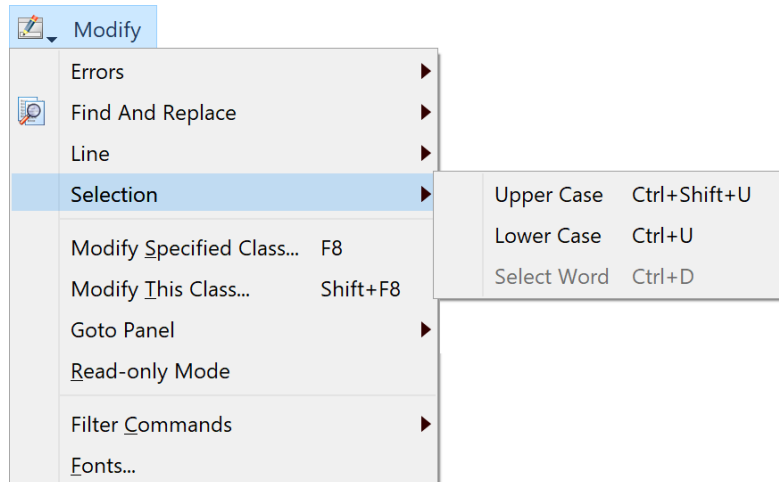 Modify
Errors
Find And Replace
Line
Selection
Upper Case Ctrl+Shift+U
Lower Case Ctrl+U
Select Word Ctrl+D
Modify Specified Class... F8
Modify This Class... Shift+F8
Goto Panel
Read-only Mode
Filter Commands
Fonts...